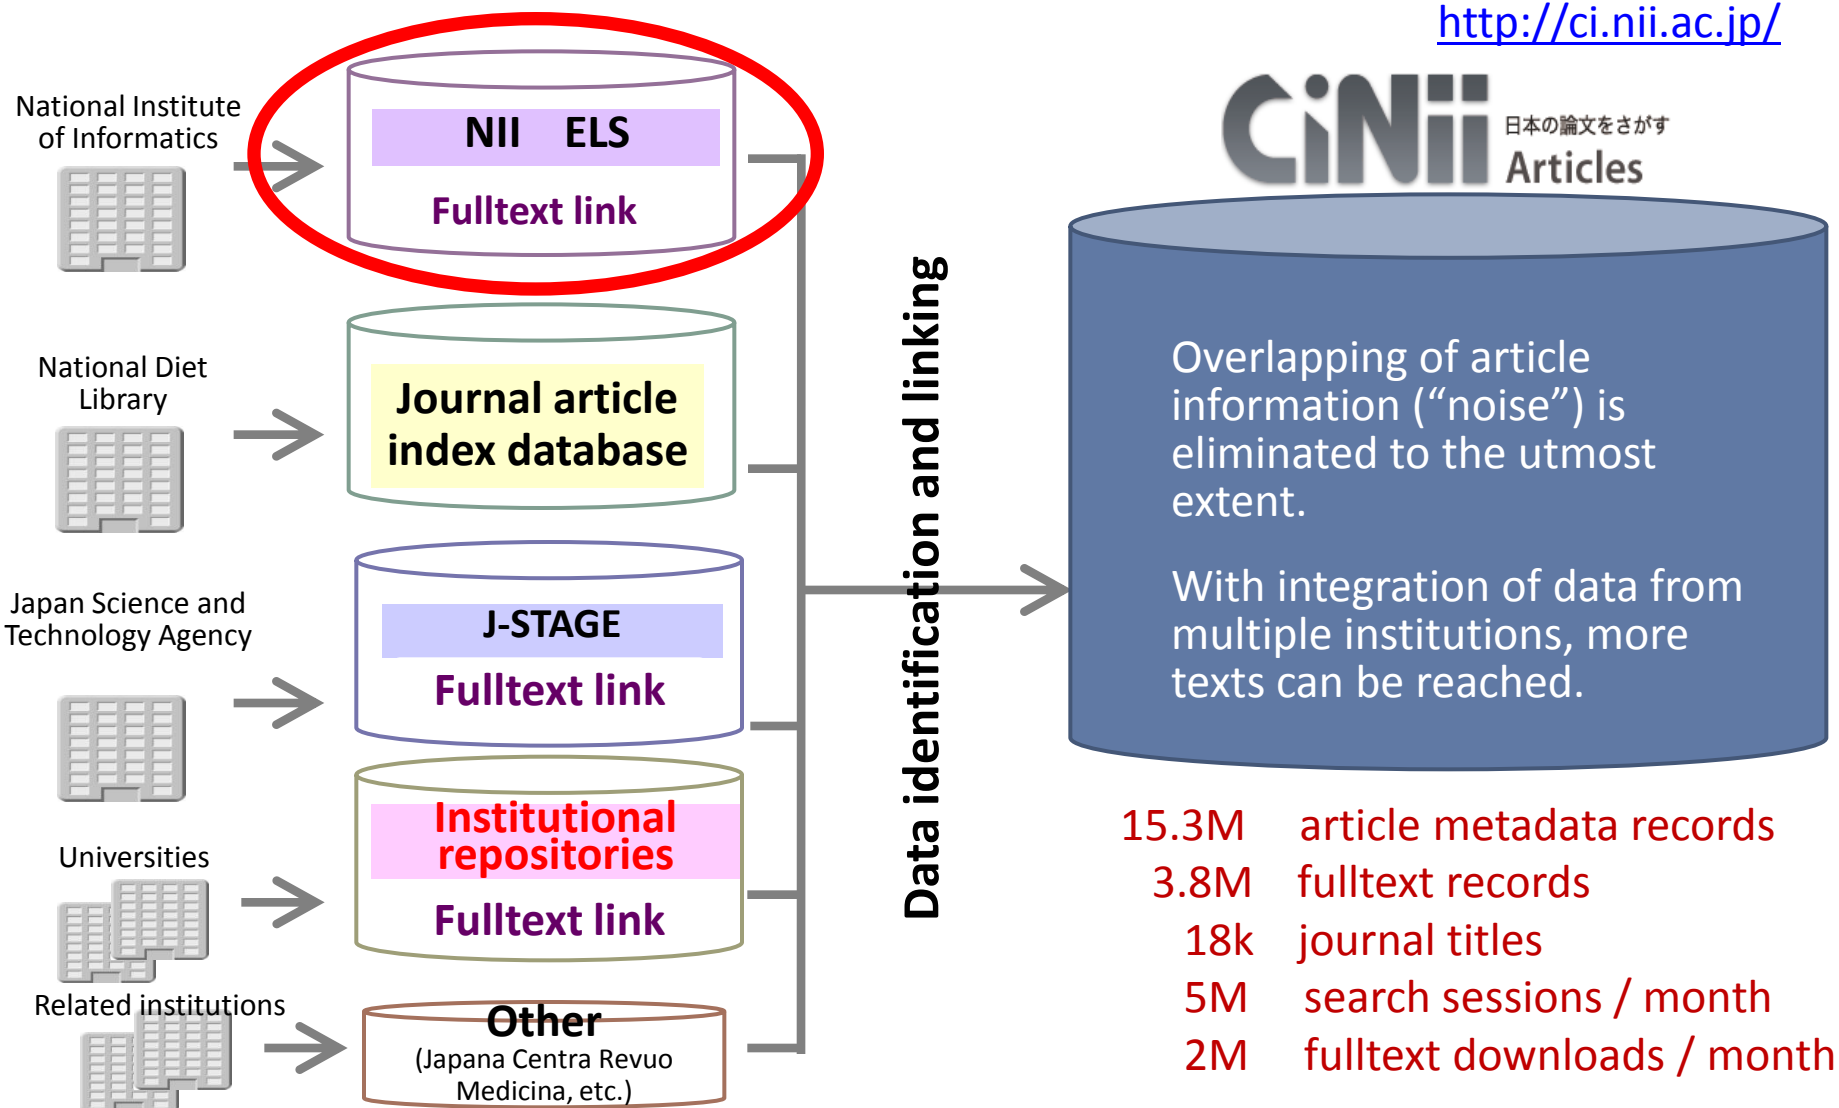 http://ci.nii.ac.jp/
CiNii
日本の論文をさがす
Articles
National Institute
of Informatics
NII ELS
Fulltext link
National Diet
Library
Journal article
index database
Japan Science and
Technology Agency
J-STAGE
Fulltext link
Universities
Institutional
repositories
Fulltext link
Related institutions
Other
(Japana Centra Revuo
Medicina, etc.)
Data identification and linking
Overlapping of article
information (“noise”) is
eliminated to the utmost
extent.
With integration of data from
multiple institutions, more
texts can be reached.
15.3M article metadata records
3.8M fulltext records
18k journal titles
5M search sessions / month
2M fulltext downloads / month